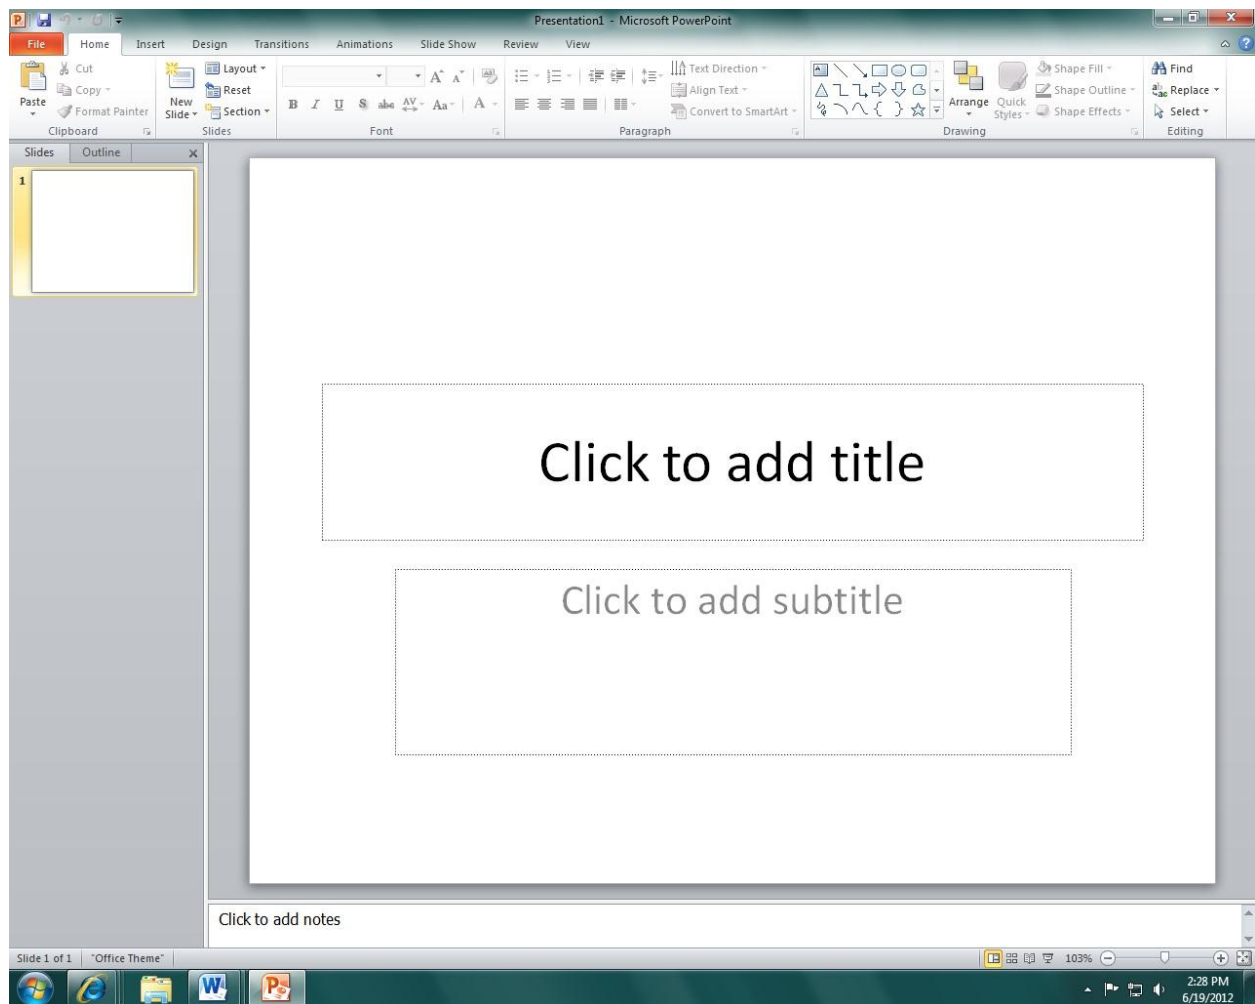 Presentation1 - Microsoft PowerPoint
File Home Insert Design Transitions Animations Slide Show Review View
Paste
Cut
Copy
Format Painter
Clipboard
New Slide
Layout
Reset
Section
Slides
B I U S abc AV Aa A
Font
Text Direction
Align Text
Convert to SmartArt
Paragraph
Arrange
Quick Styles
Shape Fill
Shape Outline
Shape Effects
Drawing
Find
Replace
Select
Editing
Slides Outline
1
Click to add title
Click to add subtitle
Click to add notes
Slide 1 of 1 "Office Theme" 103%
2:28 PM
6/19/2012